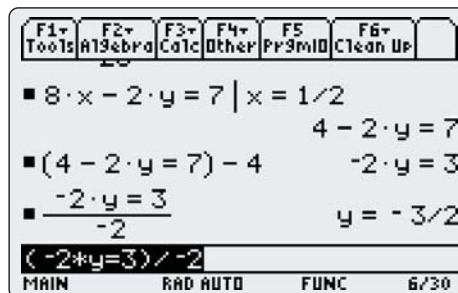 F1 F2 F3 F4 F5 F6
Tools Algebra Calc Other PrgmIO Clean Up
8·x − 2·y = 7 | x = 1/2
4 − 2·y = 7
(4 − 2·y = 7) − 4 -2·y = 3
-2·y = 3
-2
y = - 3/2
(-2*y=3)/-2
MAIN RAD AUTO FUNC 6/30